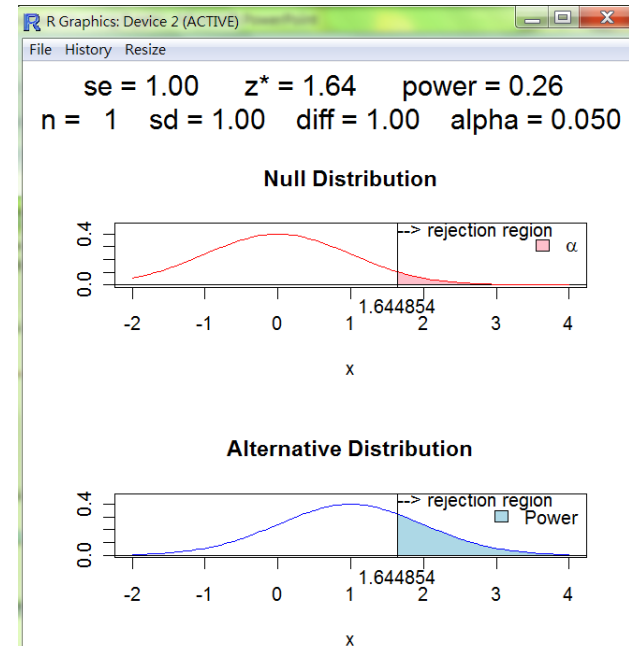 R Graphics: Device 2 (ACTIVE)
File History Resize
se = 1.00 z* = 1.64 power = 0.26
n = 1 sd = 1.00 diff = 1.00 alpha = 0.050
Null Distribution
--> rejection region
α
0.4
0.0
1.644854
-2 -1 0 1 2 3 4
x
Alternative Distribution
--> rejection region
Power
0.4
0.0
1.644854
-2 -1 0 1 2 3 4
x